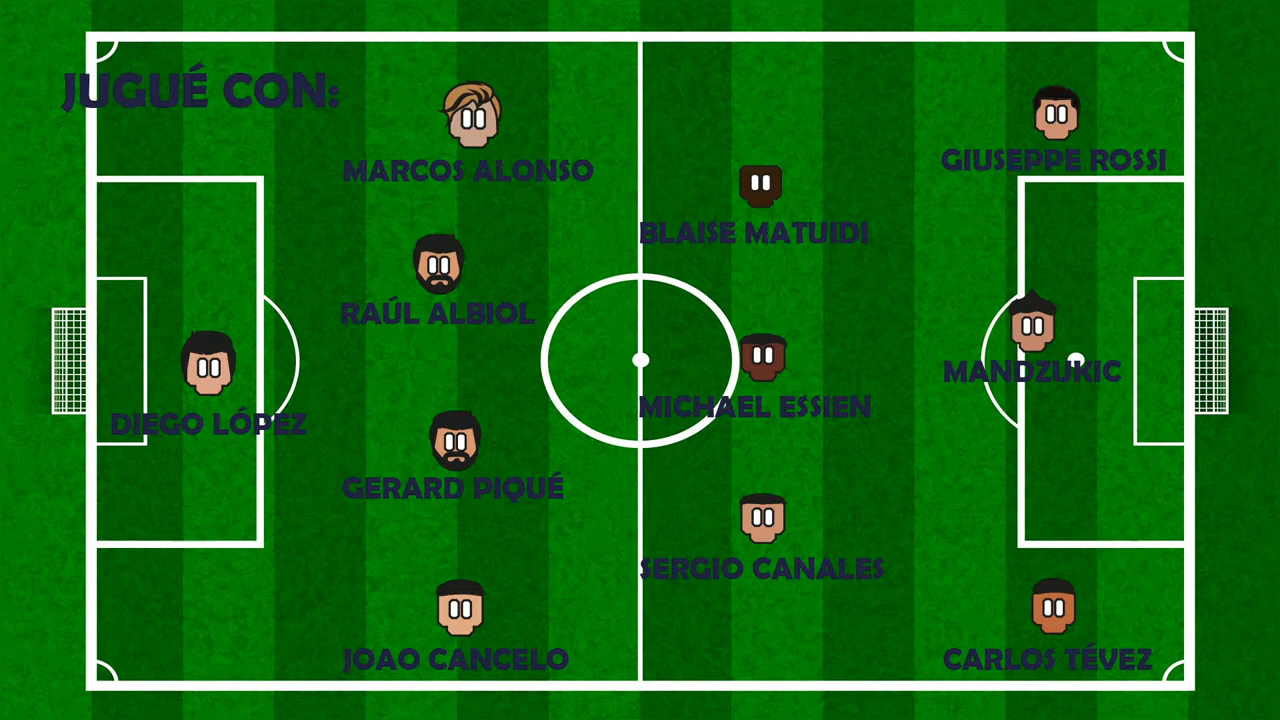 JUGUÉ CON:
MARCOS ALONSO
GIUSEPPE ROSSI
BLAISE MATUIDI
RAÚL ALBIOL
MANDZUKIC
DIEGO LÓPEZ
MICHAEL ESSIEN
GERARD PIQUÉ
SERGIO CANALES
JOAO CANCELO
CARLOS TÉVEZ